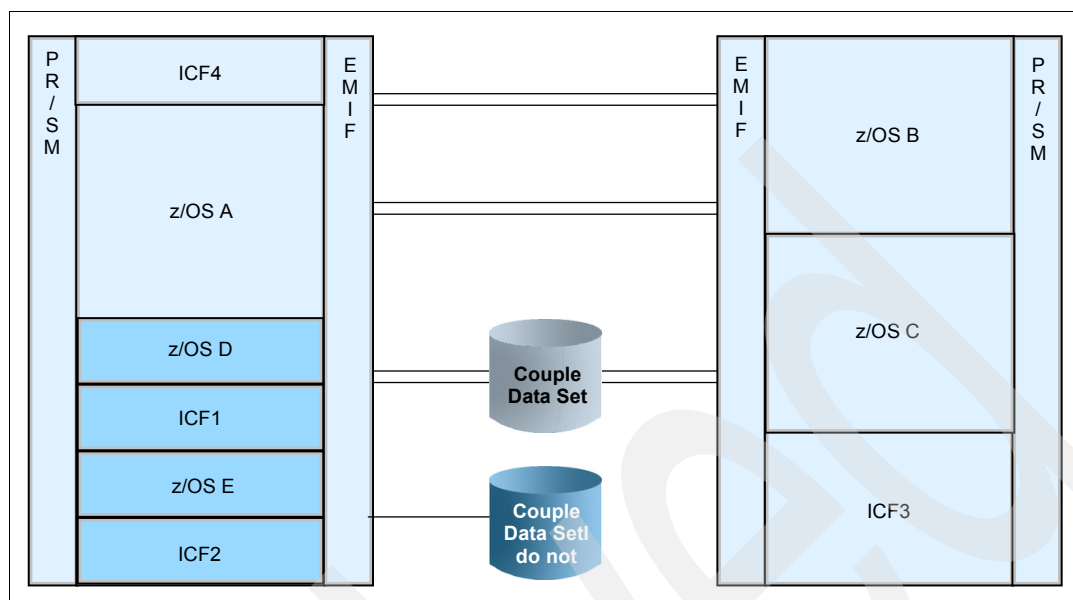 P
R
/
S
M
ICF4
z/OS A
z/OS D
ICF1
z/OS E
ICF2
E
M
I
F
Couple
Data Set
Couple
Data Setl
do not
E
M
I
F
z/OS B
z/OS C
ICF3
P
R
/
S
M